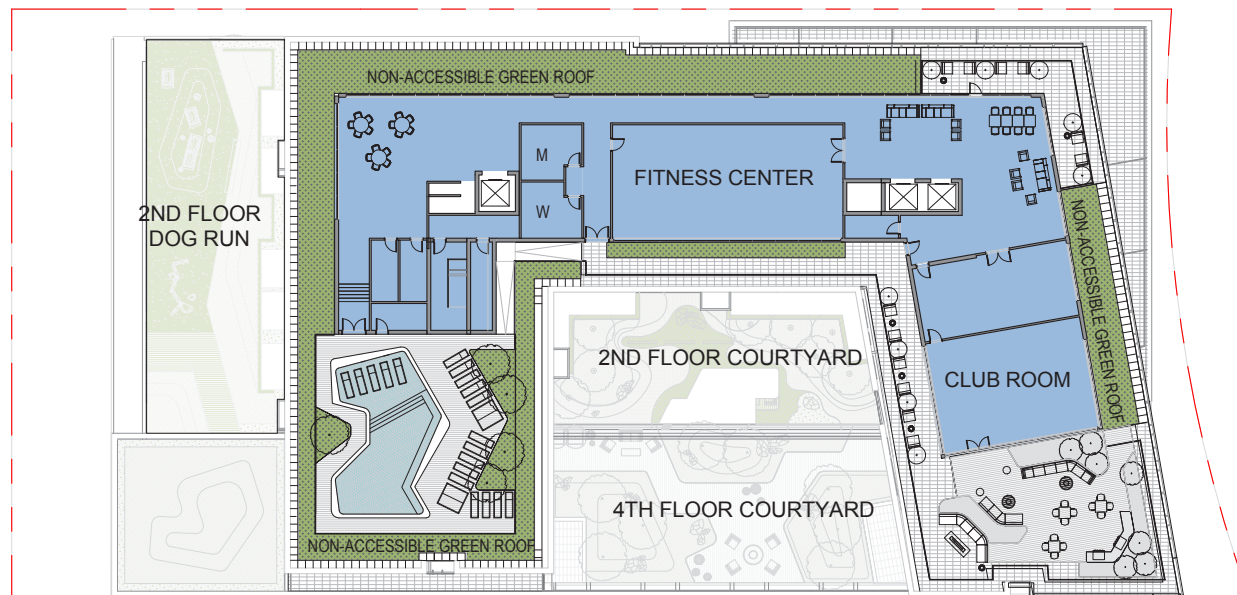 NON-ACCESSIBLE GREEN ROOF
M
FITNESS CENTER
2ND FLOOR
DOG RUN
W
NON-ACCESSIBLE GREEN ROOF
2ND FLOOR COURTYARD
CLUB ROOM
4TH FLOOR COURTYARD
NON-ACCESSIBLE GREEN ROOF